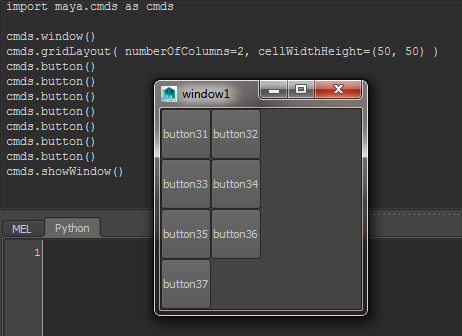 import maya.cmds as cmds
cmds.window()
cmds.gridLayout( numberOfColumns=2, cellWidthHeight=(50, 50) )
cmds.button()
cmds.button()
cmds.button()
cmds.button()
cmds.button()
cmds.button()
cmds.button()
cmds.showWindow()
window1
button31 button32
button33 button34
button35 button36
button37
MEL Python
1